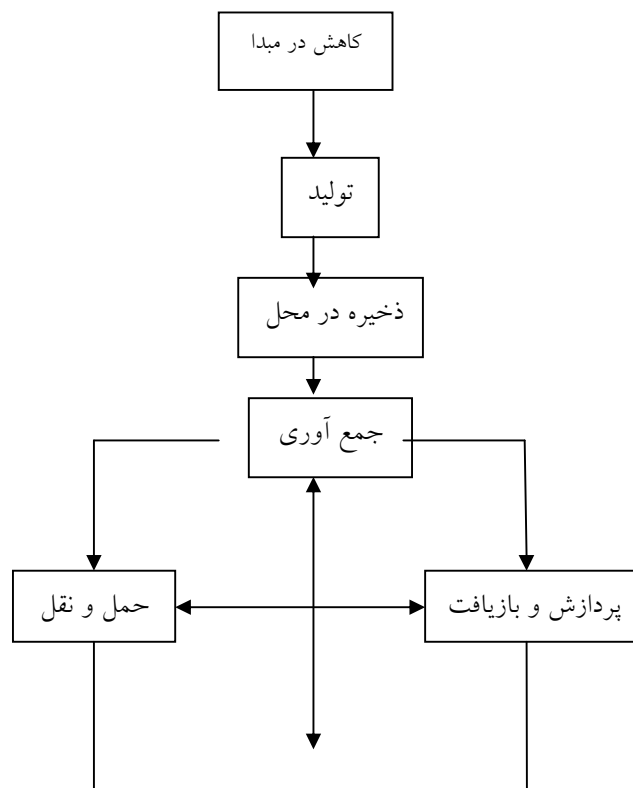 کاهش در مبدا
تولید
ذخیره در محل
جمع آوری
پردازش و بازیافت
حمل و نقل